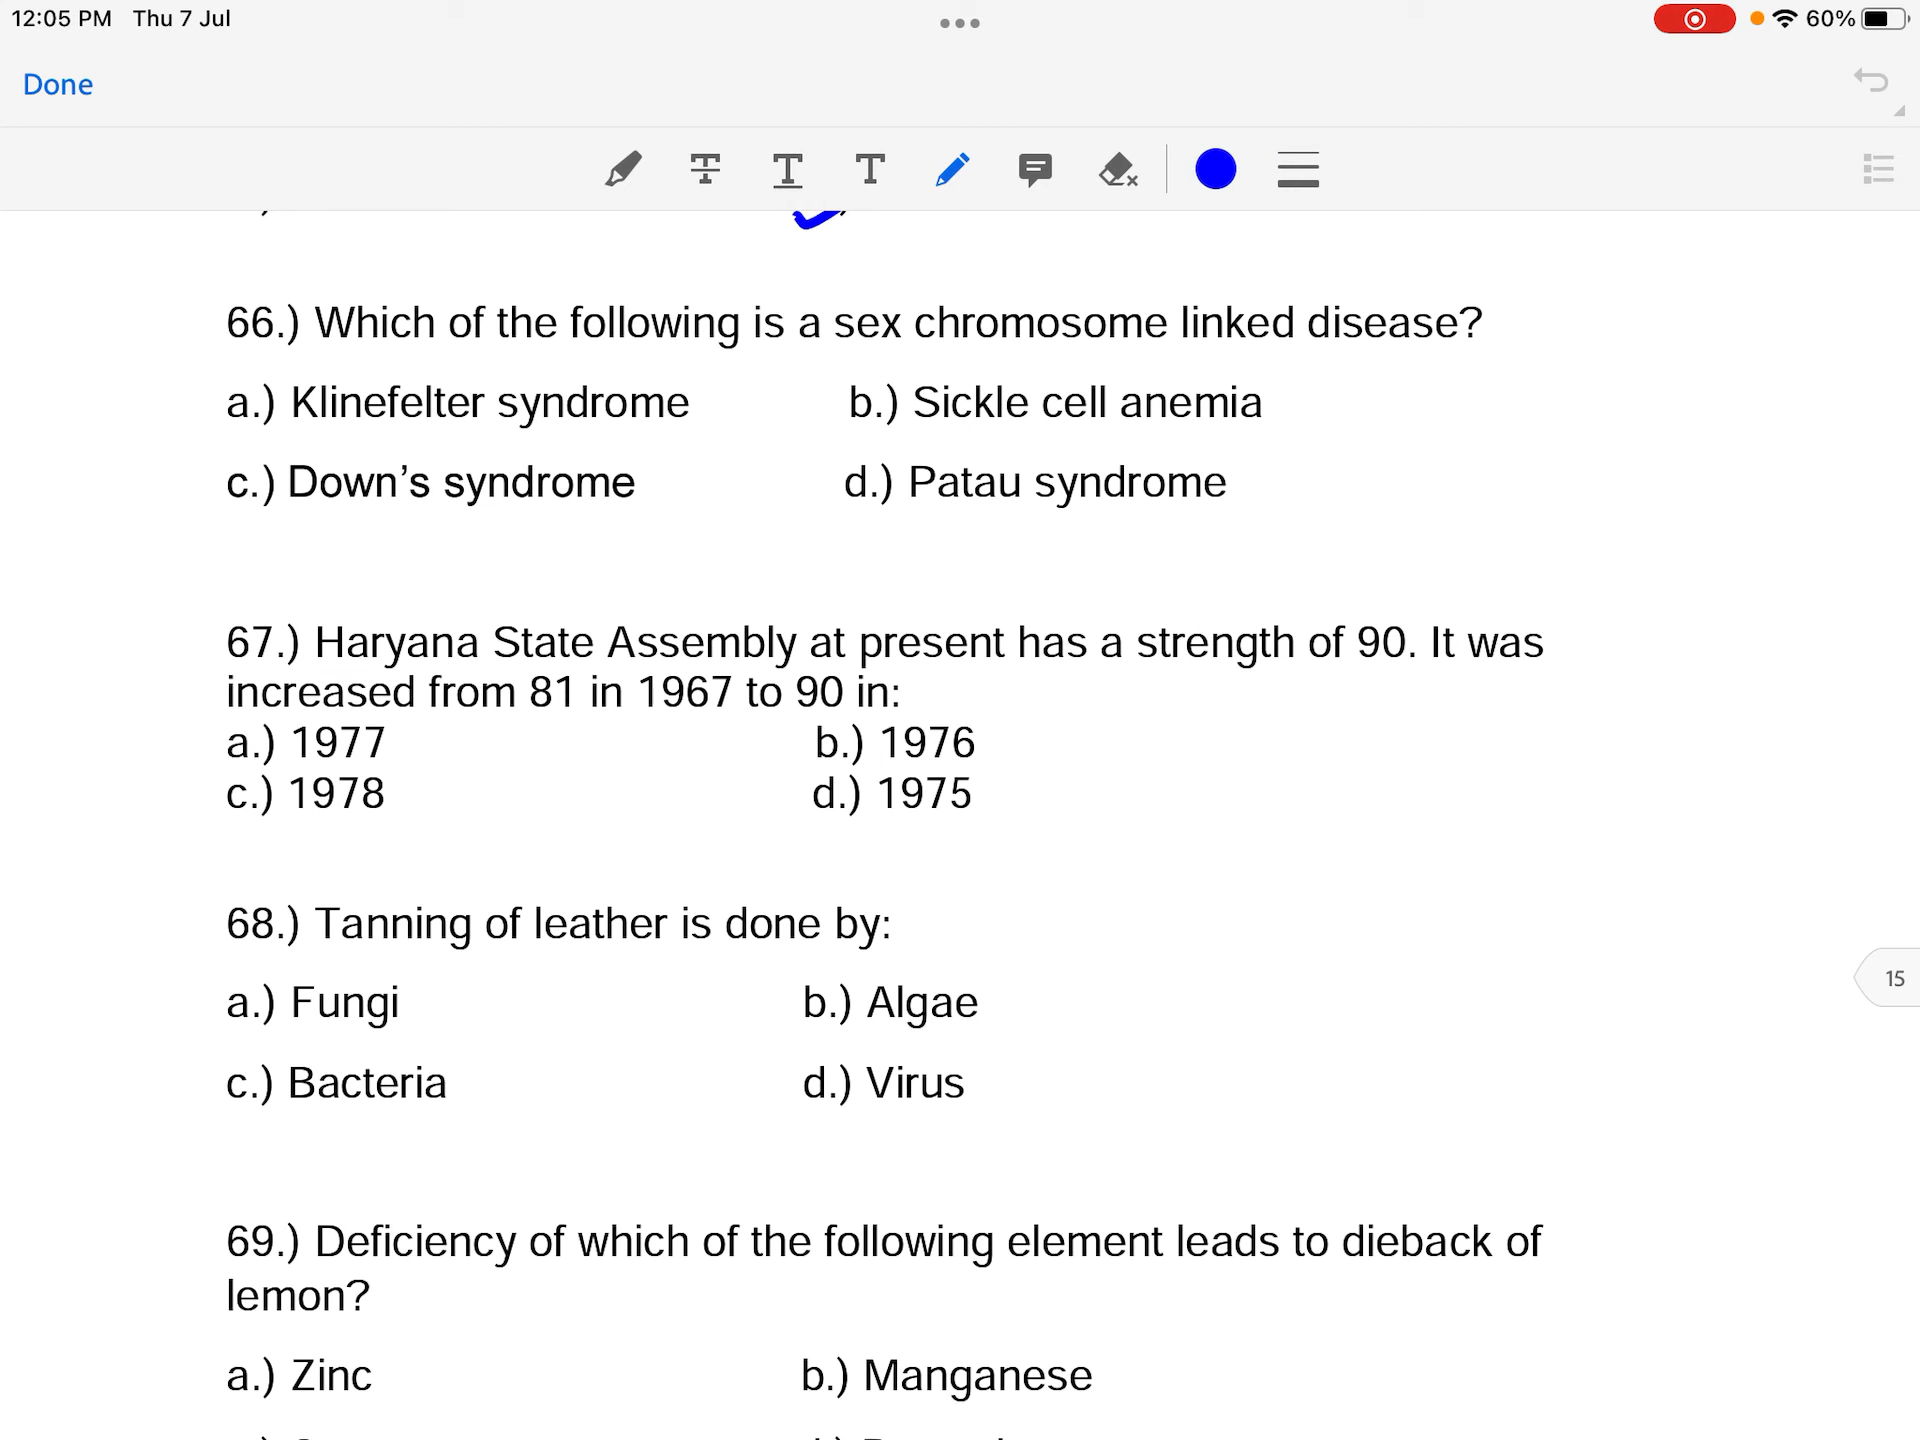 12:05 PM Thu 7 Jul 60%
Done
T T T
66.) Which of the following is a sex chromosome linked disease?
a.) Klinefelter syndrome b.) Sickle cell anemia
c.) Down’s syndrome d.) Patau syndrome
67.) Haryana State Assembly at present has a strength of 90. It was
increased from 81 in 1967 to 90 in:
a.) 1977 b.) 1976
c.) 1978 d.) 1975
68.) Tanning of leather is done by:
a.) Fungi b.) Algae
15
c.) Bacteria d.) Virus
69.) Deficiency of which of the following element leads to dieback of
lemon?
a.) Zinc b.) Manganese